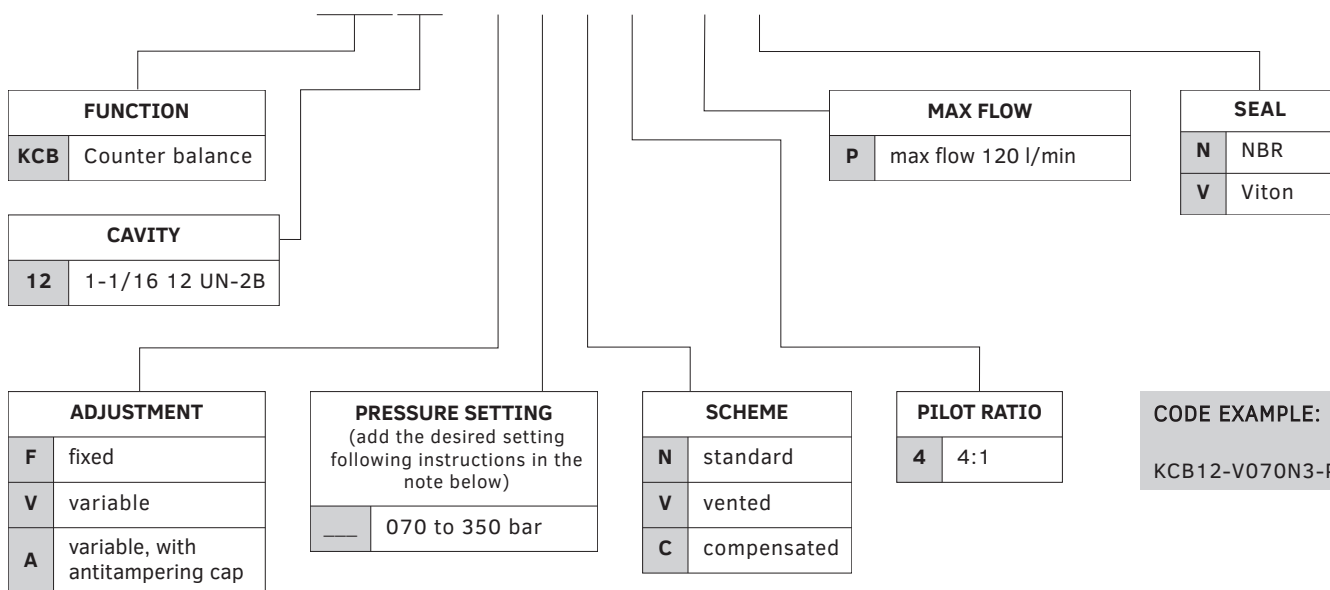 FUNCTION
KCB Counter balance
CAVITY
12 1-1/16 12 UN-2B
MAX FLOW
P max flow 120 l/min
SEAL
N NBR
V Viton
ADJUSTMENT
F fixed
V variable
A variable, with
antitampering cap
PRESSURE SETTING
(add the desired setting
following instructions in the
note below)
___ 070 to 350 bar
SCHEME
N standard
V vented
C compensated
PILOT RATIO
4 4:1
CODE EXAMPLE:
KCB12-V070N3-P